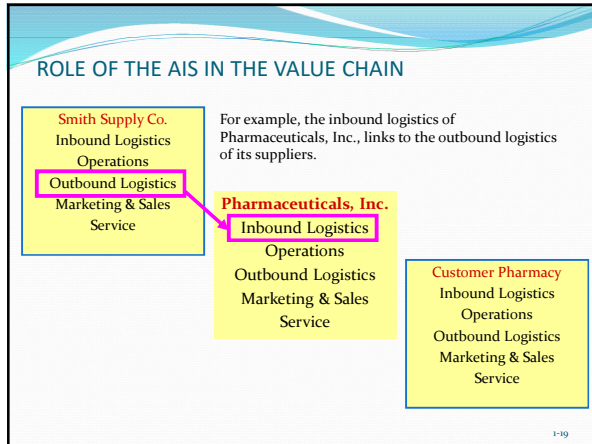 ROLE OF THE AIS IN THE VALUE CHAIN
Smith Supply Co.
Inbound Logistics
Operations
Outbound Logistics
Marketing & Sales
Service
For example, the inbound logistics of
Pharmaceuticals, Inc., links to the outbound logistics
of its suppliers.
Pharmaceuticals, Inc.
Inbound Logistics
Operations
Outbound Logistics
Marketing & Sales
Service
Customer Pharmacy
Inbound Logistics
Operations
Outbound Logistics
Marketing & Sales
Service
1-19